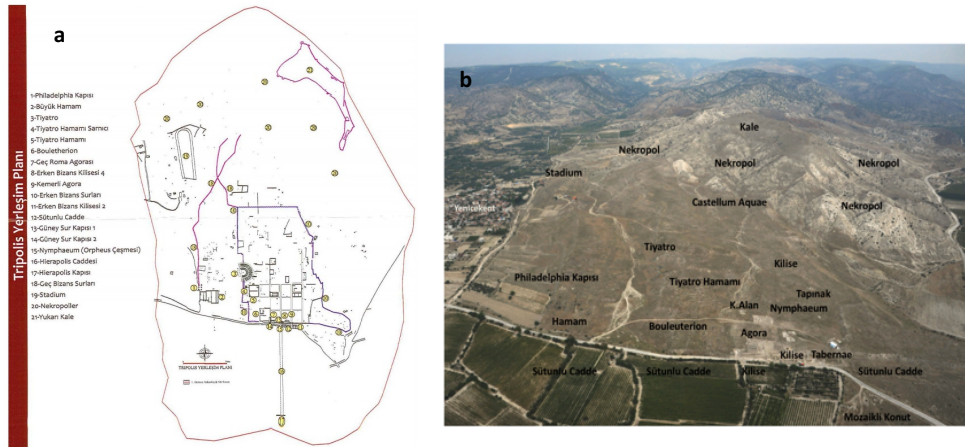 a
Tripolis Yerleşim Planı
1-Philadelphia Kapısı
2-Büyük Hamam
3-Tiyatro
4-Tiyatro Hamamı Sarnıcı
5-Tiyatro Hamamı
6-Bouletherion
7-Geç Roma Agorası
8-Erken Bizans Kilisesi 4
9-Kemerli Agora
10-Erken Bizans Surları
11-Erken Bizans Kilisesi 2
12-Sütunlu Cadde
13-Güney Sur Kapısı 1
14-Güney Sur Kapısı 2
15-Nymphaeum (Orpheus Çeşmesi)
16-Hierapolis Caddesi
17-Hierapolis Kapısı
18-Geç Bizans Surları
19-Stadium
20-Nekropoller
21-Yukarı Kale
TRIPOLIS YERLEŞİM PLANI
b
Kale
Nekropol
Nekropol
Nekropol
Stadium
Castellum Aquae
Nekropol
Yenicekent
Tiyatro
Kilise
Philadelphia Kapısı
Tiyatro Hamamı
Tapınak
K.Alan
Nymphaeum
Hamam
Bouleuterion
Agora
Kilise
Tabernae
Sütunlu Cadde
Sütunlu Cadde
Kilise
Sütunlu Cadde
Mozaikli Konut